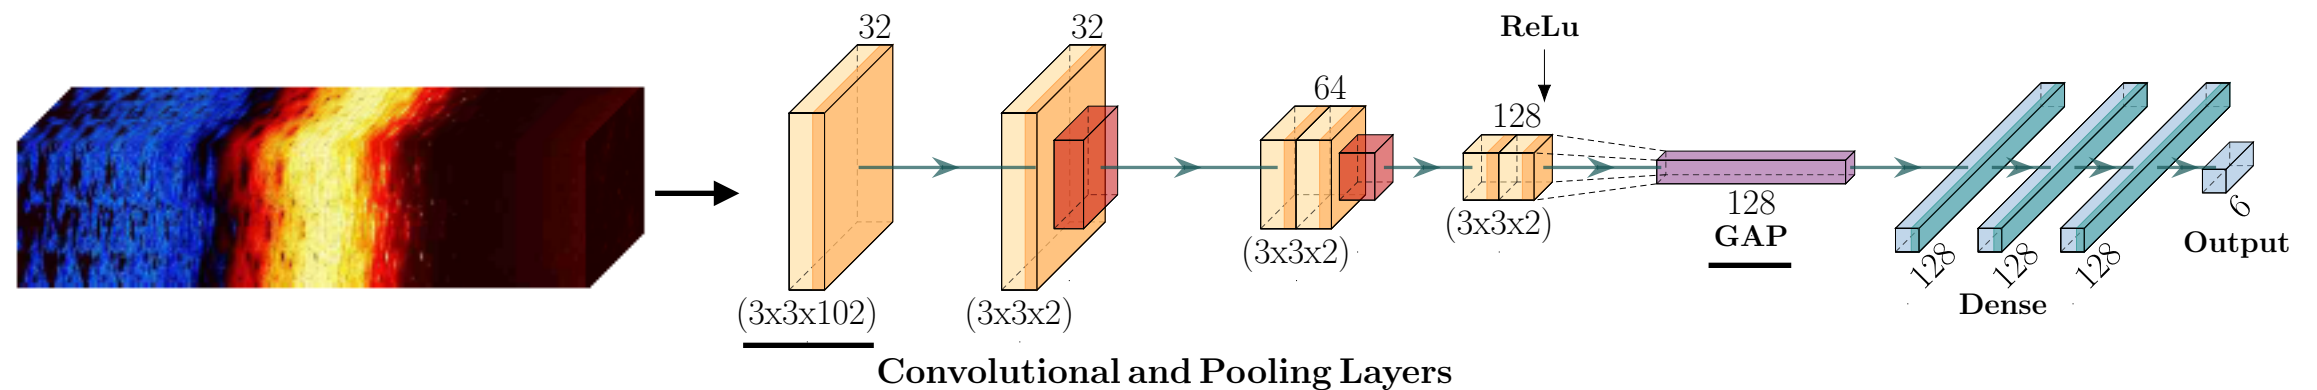 32
(3x3x102)
32
(3x3x2)
64
(3x3x2)
ReLu
128
(3x3x2)
128
GAP
128
128
128
Dense
6
Output
Convolutional and Pooling Layers